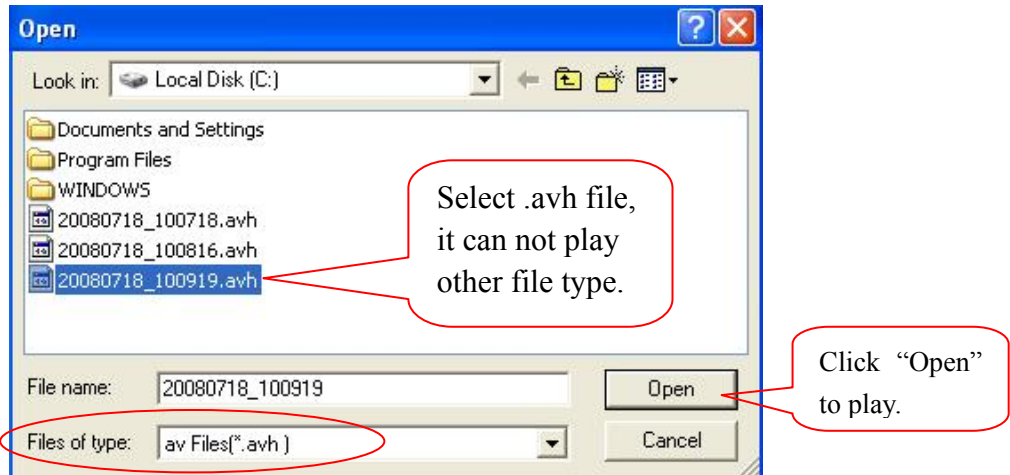 Open
Look in: Local Disk (C:)
Documents and Settings
Program Files
WINDOWS
20080718_100718.avh
20080718_100816.avh
20080718_100919.avh
Select .avh file,
it can not play
other file type.
File name: 20080718_100919 Open
Files of type: av Files(*.avh ) Cancel
Click “Open”
to play.